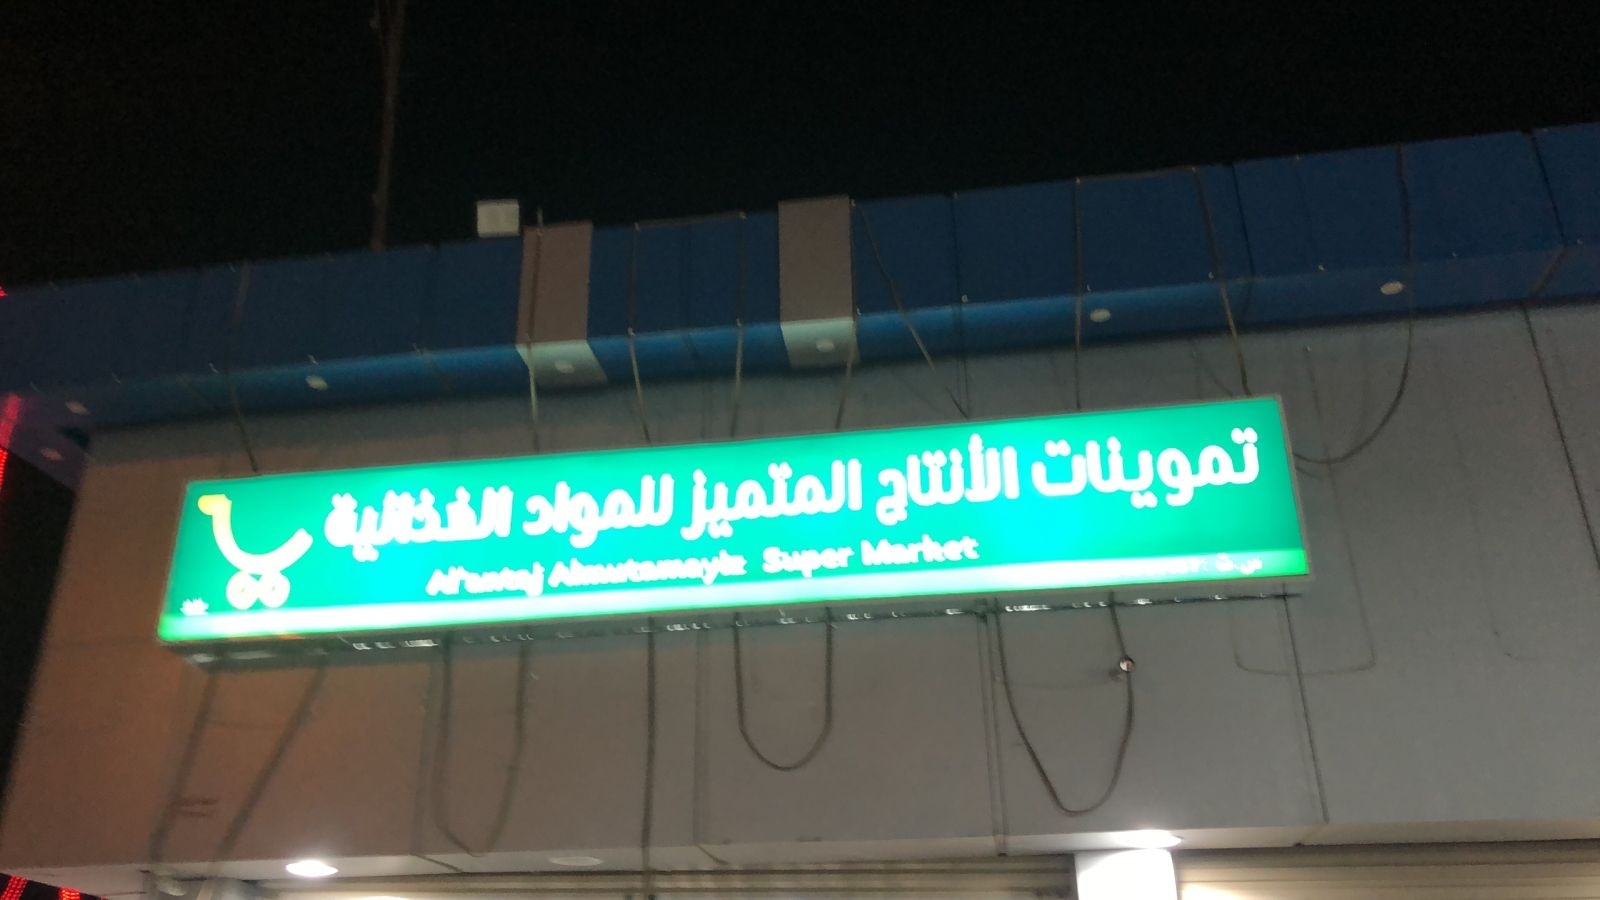 تموينات الأنتاج المتميز للمواد الغذائية
Al'antaj Almutamayiz Super Market
س.ت